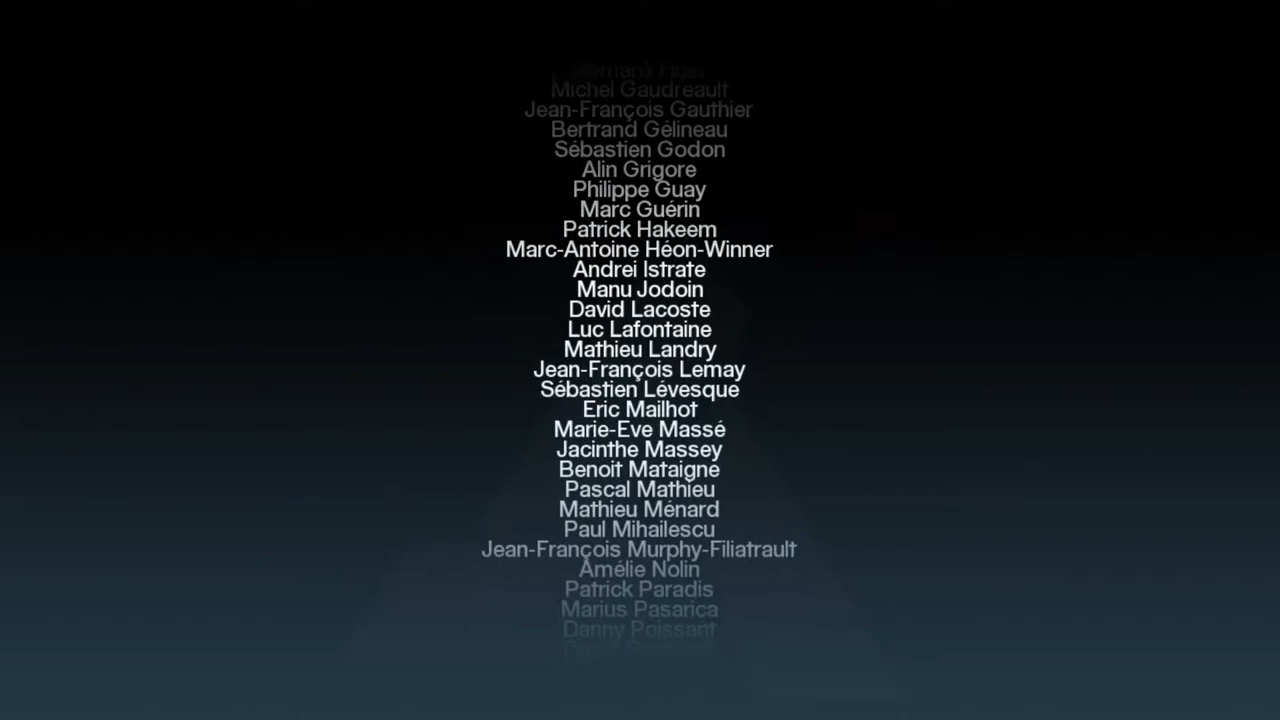 Michel Gaudreault
Jean-François Gauthier
Bertrand Gélineau
Sébastien Godon
Alin Grigore
Philippe Guay
Marc Guérin
Patrick Hakeem
Marc-Antoine Héon-Winner
Andrei Istrate
Manu Jodoin
David Lacoste
Luc Lafontaine
Mathieu Landry
Jean-François Lemay
Sébastien Lévesque
Eric Mailhot
Marie-Eve Massé
Jacinthe Massey
Benoit Mataigne
Pascal Mathieu
Mathieu Ménard
Paul Mihailescu
Jean-François Murphy-Filiatrault
Amélie Nolin
Patrick Paradis
Marius Pasarica
Danny Poissant